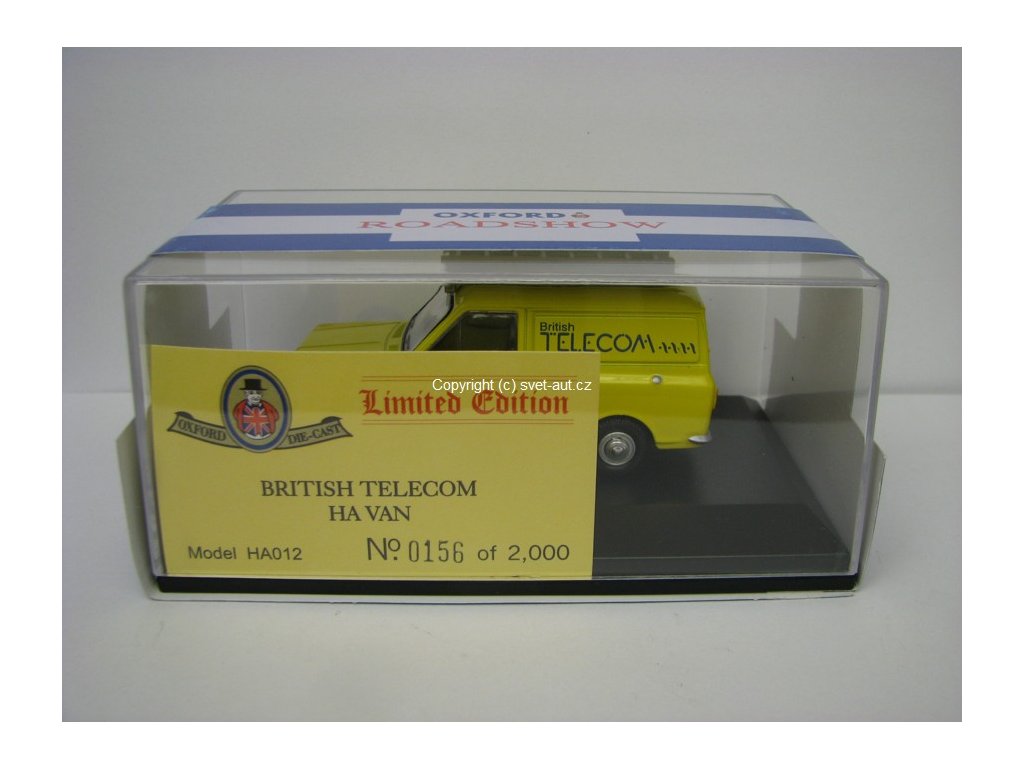 OXFORD
ROADSHOW
British
TELECOM
Copyright (c) svet-aut.cz
Limited Edition
OXFORD DIE-CAST
BRITISH TELECOM
HA VAN
Model HA012 Nº 0156 of 2,000